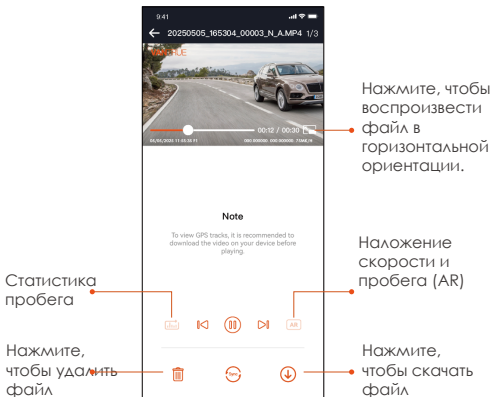 9:41
20250505_165304_00003_N_A.MP4 1/3
00:12 / 00:30
Нажмите, чтобы
воспроизвести
файл в
горизонтальной
ориентации.
Note
To view GPS tracks, it is recommended to
download the video on your device before
playing.
Наложение
скорости и
пробега (AR)
Статистика
пробега
AR
Нажмите,
чтобы удалить
файл
Sync
Нажмите,
чтобы скачать
файл